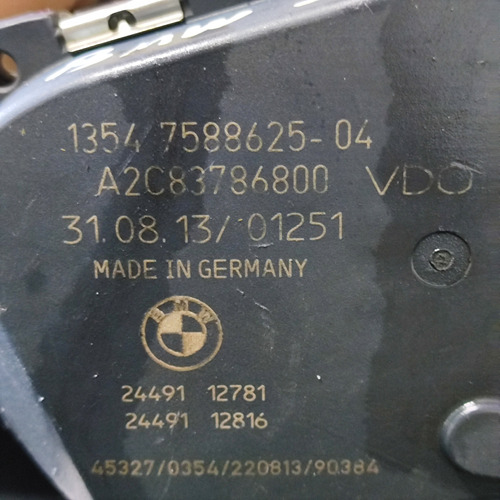 BMW
1354 7588625-04
A2C83786800 VDO
31.08.13/ 01251
MADE IN GERMANY
BMW
24491 12781
24491 12816
45327/0354/220813/90384